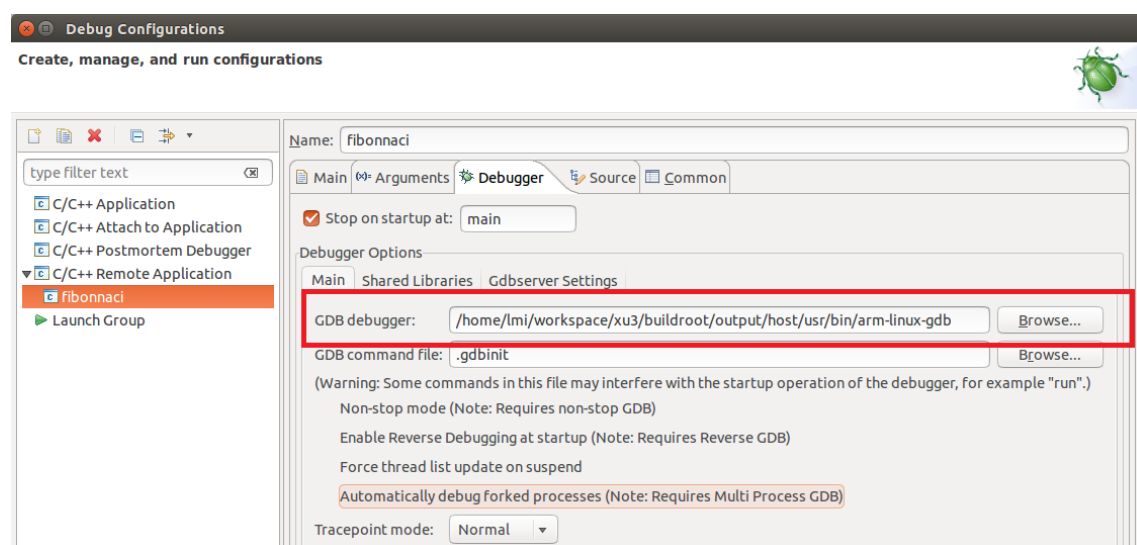 Debug Configurations
Create, manage, and run configurations
Name: fibonnaci
type filter text
C/C++ Application
C/C++ Attach to Application
C/C++ Postmortem Debugger
C/C++ Remote Application
fibonnaci
Launch Group
Main (x)= Arguments Debugger Source Common
Stop on startup at: main
Debugger Options
Main Shared Libraries Gdbserver Settings
GDB debugger: /home/lmi/workspace/xu3/buildroot/output/host/usr/bin/arm-linux-gdb Browse...
GDB command file: .gdbinit Browse...
(Warning: Some commands in this file may interfere with the startup operation of the debugger, for example "run".)
Non-stop mode (Note: Requires non-stop GDB)
Enable Reverse Debugging at startup (Note: Requires Reverse GDB)
Force thread list update on suspend
Automatically debug forked processes (Note: Requires Multi Process GDB)
Tracepoint mode: Normal